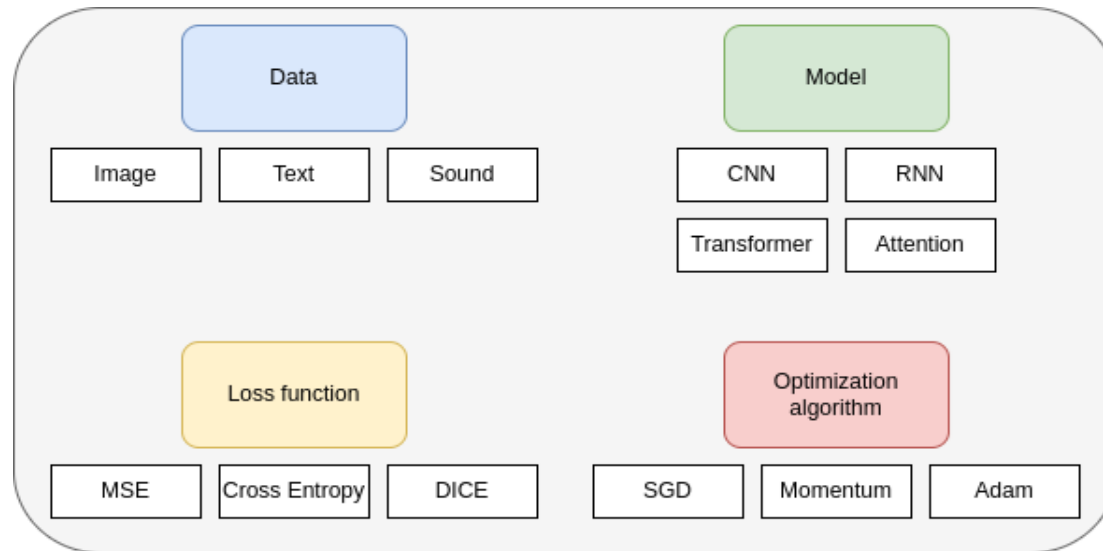 Data
Model
Image
Text
Sound
CNN
RNN
Transformer
Attention
Loss function
Optimization
algorithm
MSE
Cross Entropy
DICE
SGD
Momentum
Adam